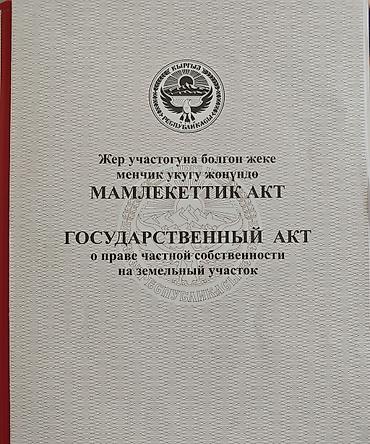 КЫРГЫЗ
РЕСПУБЛИКАСЫ
Жер участогуна болгон жеке
менчик укугу жөнүндө
МАМЛЕКЕТТИК АКТ
ГОСУДАРСТВЕННЫЙ АКТ
о праве частной собственности
на земельный участок
РЕСПУБЛИКАСЫ